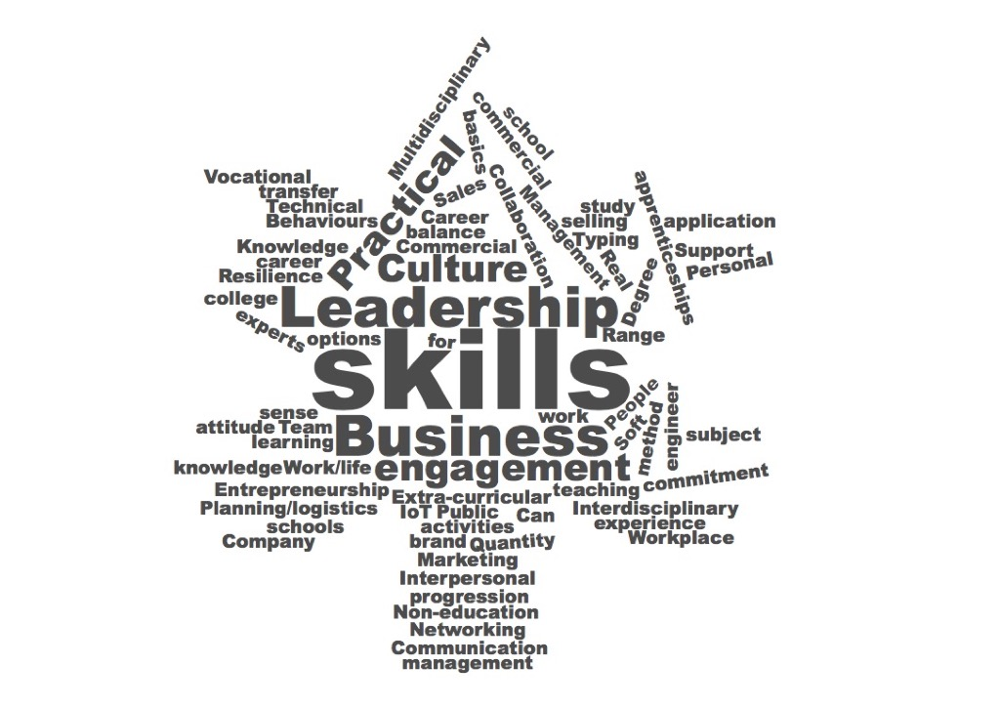 Multidisciplinary
commercial
school
basics
Practical
Vocational
transfer
Technical
Behaviours
Sales
Collaboration
Management
Career
balance
Commercial
study
selling
Typing
Real
apprenticeships
application
Support
Personal
Degree
Knowledge
career
Resilience
Culture
college
Leadership
experts
options
for
Range
skills
People
Soft
method
engineer
work
subject
sense
attitude Team
learning
Business
knowledge Work/life
engagement
commitment
Entrepreneurship
Extra-curricular
teaching
Planning/logistics
IoT Public
Can
Interdisciplinary
schools
activities
experience
Company
brand Quantity
Workplace
Marketing
Interpersonal
progression
Non-education
Networking
Communication
management